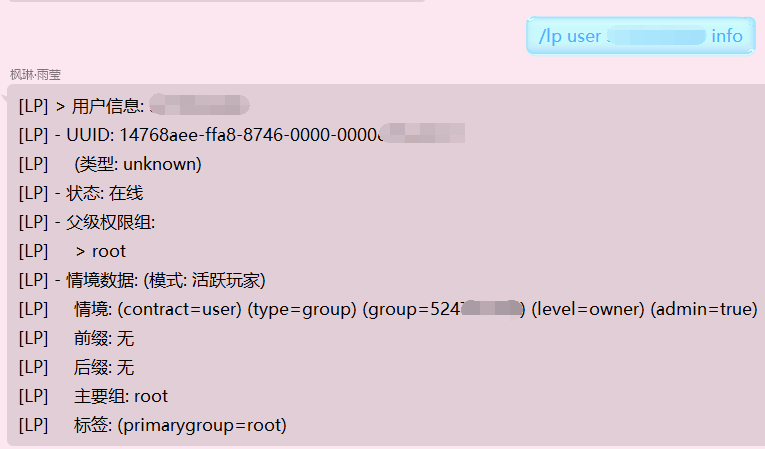 /lp user info
枫琳·雨莹
[LP] > 用户信息:
[LP] - UUID: 14768aee-ffa8-8746-0000-0000
[LP] (类型: unknown)
[LP] - 状态: 在线
[LP] - 父级权限组:
[LP] > root
[LP] - 情境数据: (模式: 活跃玩家)
[LP] 情境: (contract=user) (type=group) (group=524 ) (level=owner) (admin=true)
[LP] 前缀: 无
[LP] 后缀: 无
[LP] 主要组: root
[LP] 标签: (primarygroup=root)